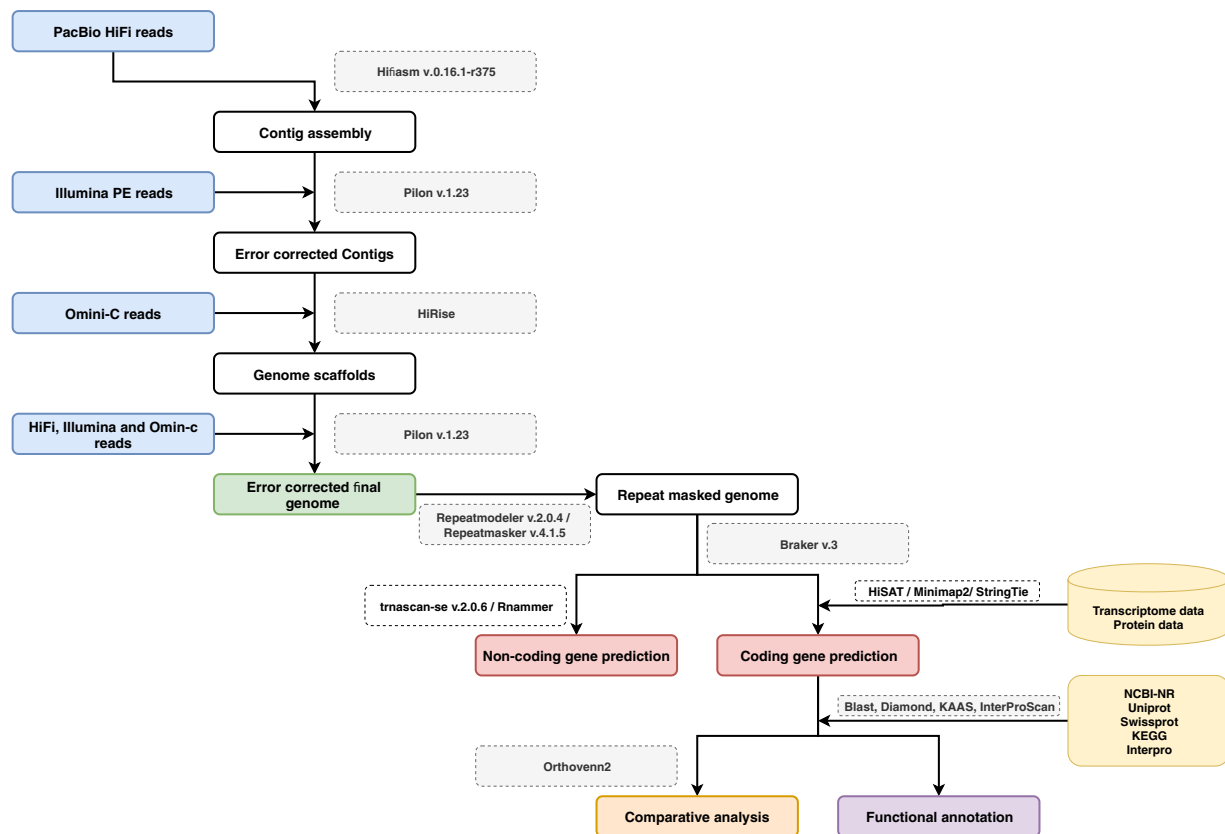 PacBio HiFi reads
Hifiasm v.0.16.1-r375
Contig assembly
Illumina PE reads
Pilon v.1.23
Error corrected Contigs
Omini-C reads
HiRise
Genome scaffolds
HiFi, Illumina and Omin-c
reads
Pilon v.1.23
Error corrected final
genome
Repeat masked genome
Repeatmodeler v.2.0.4 /
Repeatmasker v.4.1.5
Braker v.3
trnascan-se v.2.0.6 / Rnammer
HiSAT / Minimap2/ StringTie
Transcriptome data
Protein data
Non-coding gene prediction
Coding gene prediction
Blast, Diamond, KAAS, InterProScan
NCBI-NR
Uniprot
Swissprot
KEGG
Interpro
Orthovenn2
Comparative analysis
Functional annotation